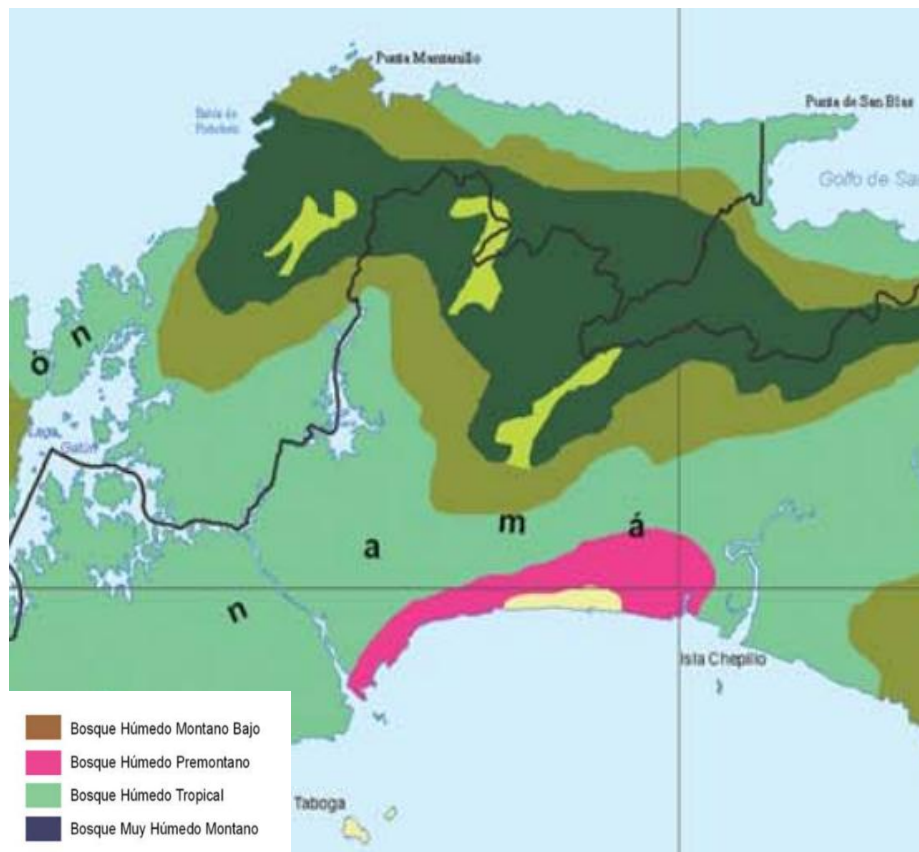 Punta Manzanillo
Punta de San Blas
Bahía de
Portobelo
Golfo de Sa
ó n
Lago
Gatún
a m á
n
Isla Chepillo
Bosque Húmedo Montano Bajo
Bosque Húmedo Premontano
Bosque Húmedo Tropical
Bosque Muy Húmedo Montano
Taboga